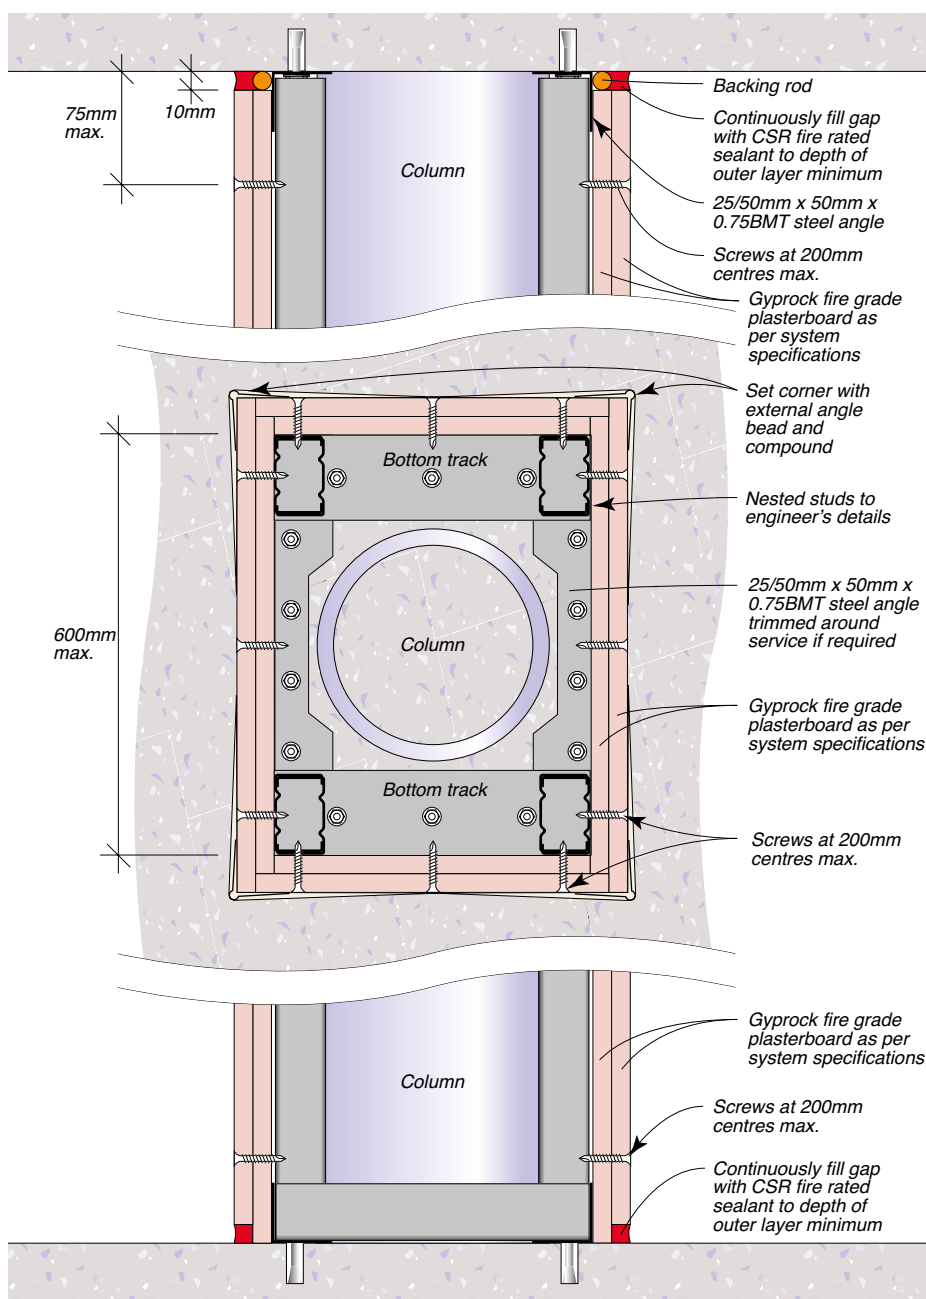 75mm
max.
10mm
Column
Backing rod
Continuously fill gap
with CSR fire rated
sealant to depth of
outer layer minimum
25/50mm x 50mm x
0.75BMT steel angle
Screws at 200mm
centres max.
Gyprock fire grade
plasterboard as
per system
specifications
Set corner with
external angle
bead and
compound
Bottom track
Nested studs to
engineer's details
600mm
max.
Column
25/50mm x 50mm x
0.75BMT steel angle
trimmed around
service if required
Gyprock fire grade
plasterboard as per
system specifications
Bottom track
Screws at 200mm
centres max.
Column
Gyprock fire grade
plasterboard as per
system specifications
Screws at 200mm
centres max.
Continuously fill gap
with CSR fire rated
sealant to depth of
outer layer minimum